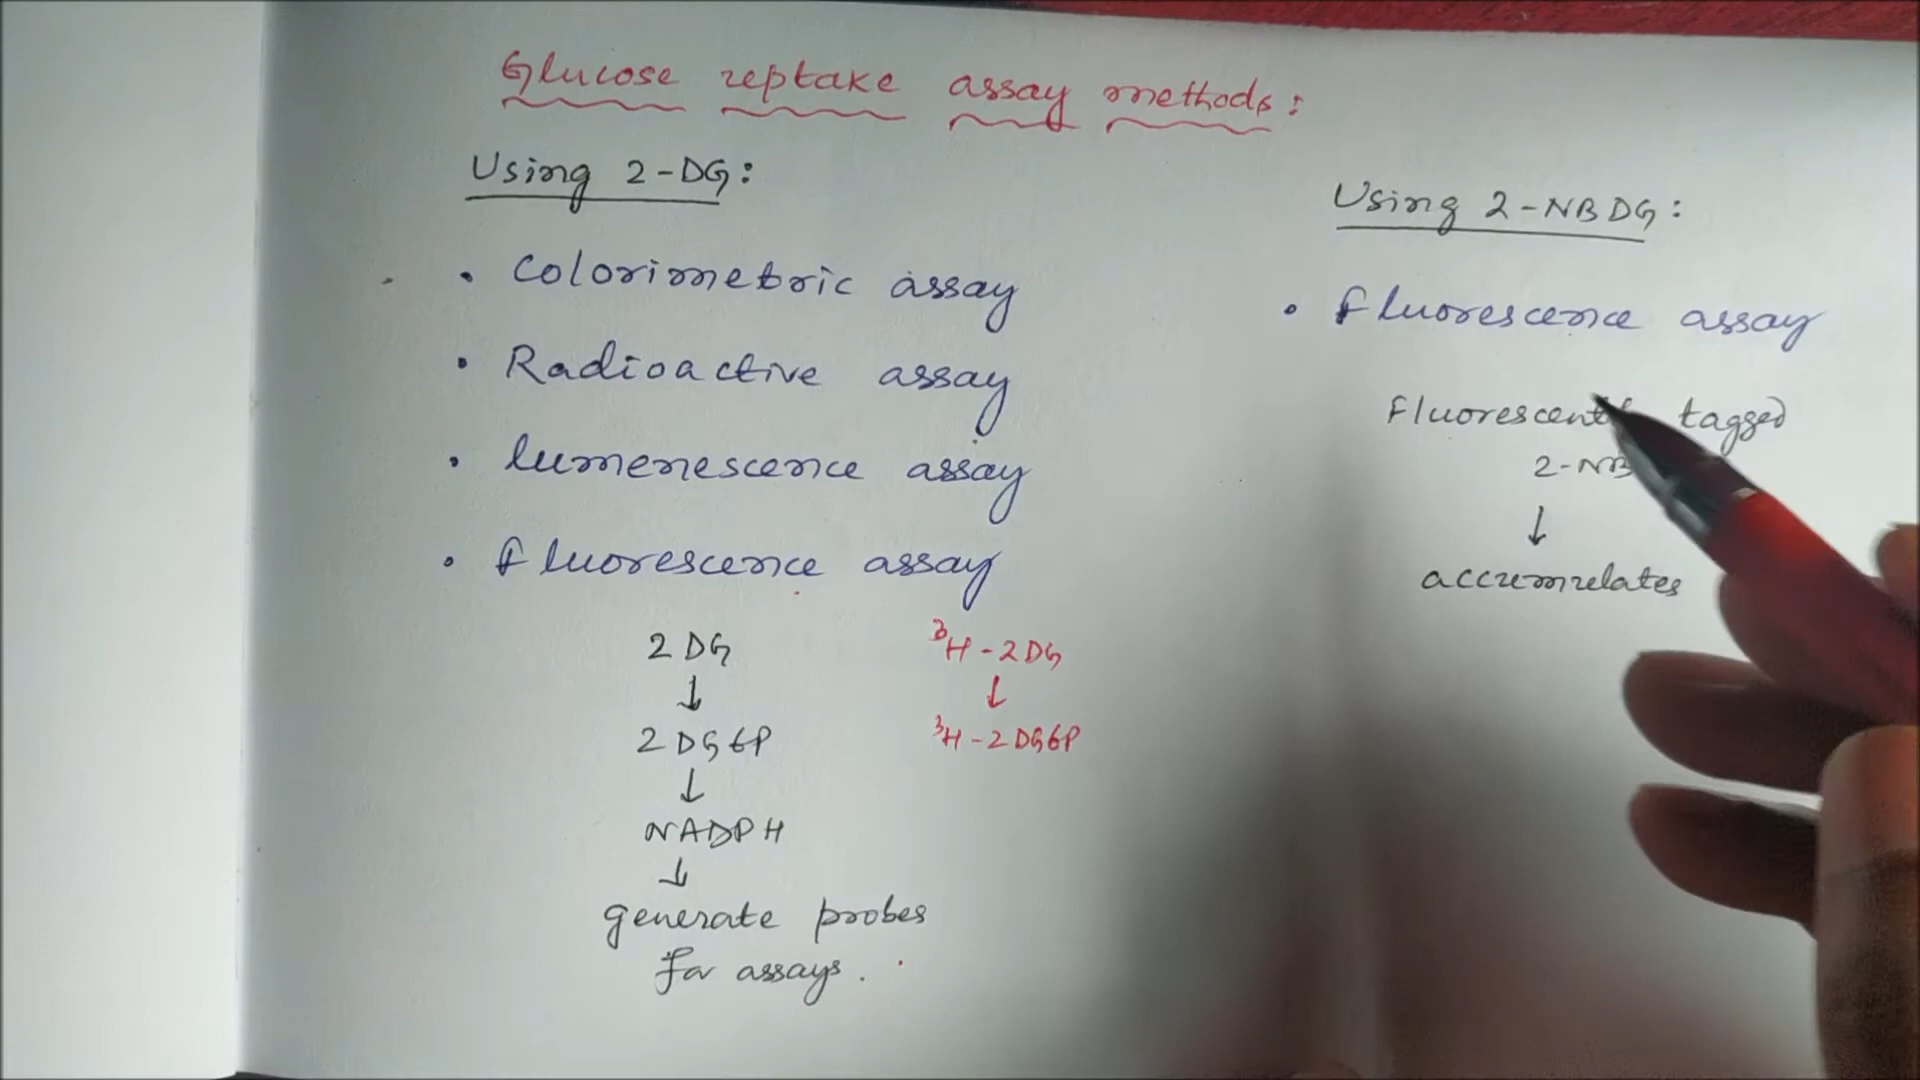 Glucose uptake assay methods:
Using 2-DG:
• Colorimetric assay
• Radioactive assay
• lumenescence assay
• fluorescence assay
2DG
↓
2DG6P
↓
NADPH
↓
generate probes
for assays.
³H-2DG
↓
³H-2DG6P
Using 2-NBDG:
• fluorescence assay
tagged
↓
accumulates